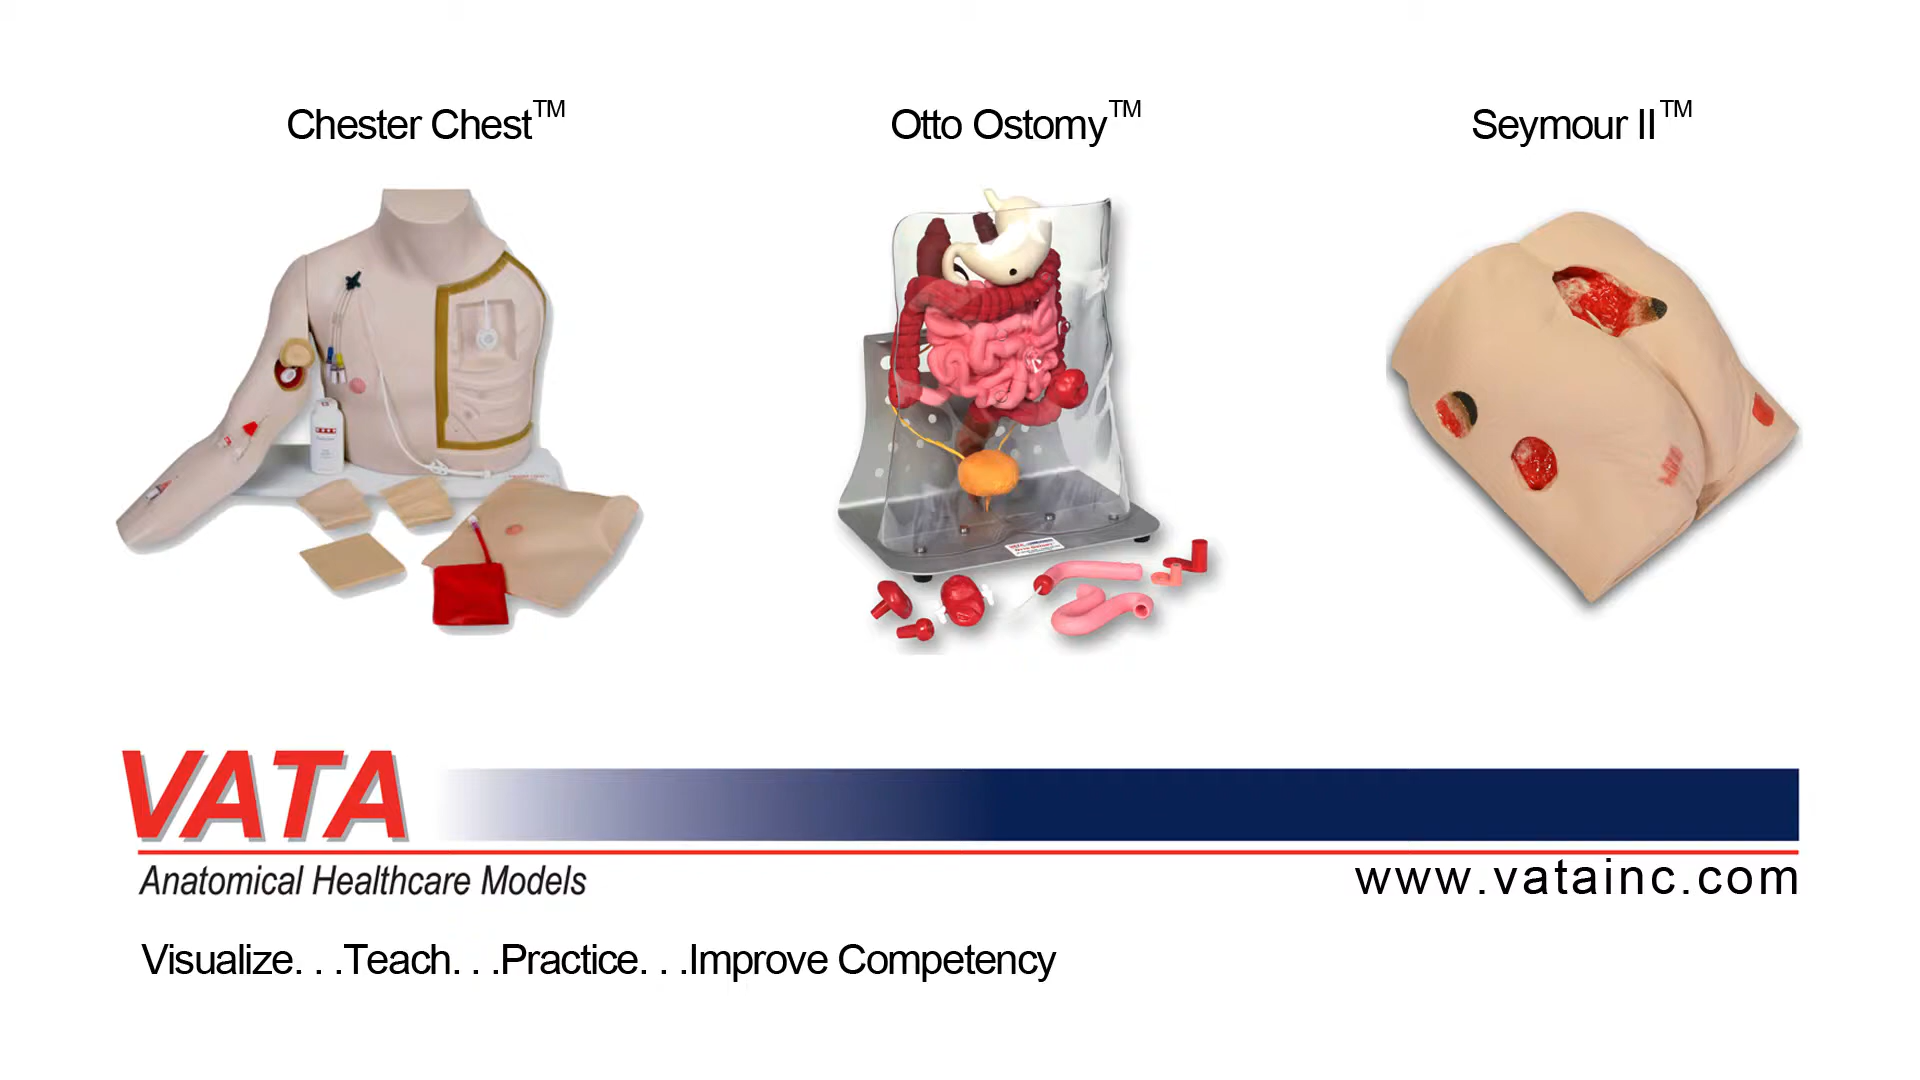 Chester Chest™
Otto Ostomy™
Seymour II™
VATA
Anatomical Healthcare Models
www.vatainc.com
Visualize. . .Teach. . .Practice. . .Improve Competency